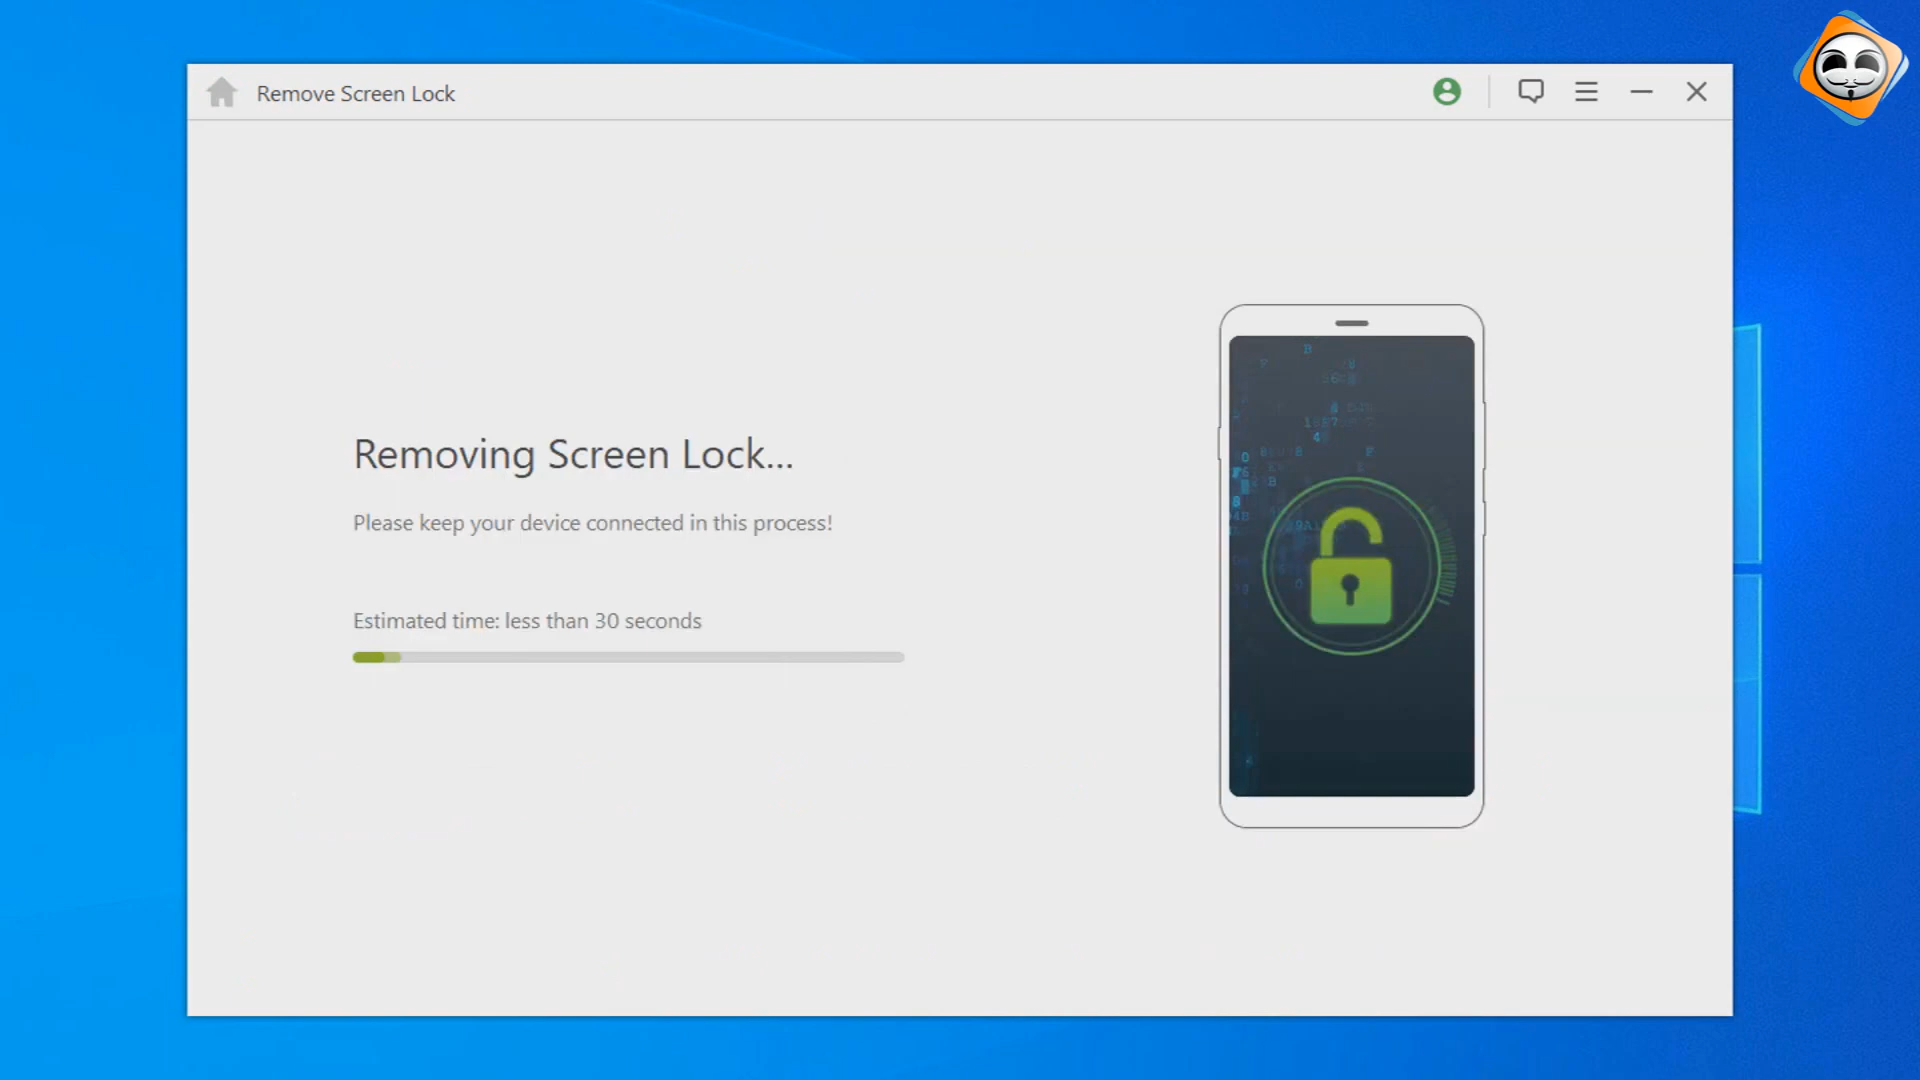 Remove Screen Lock
Removing Screen Lock...
Please keep your device connected in this process!
Estimated time: less than 30 seconds